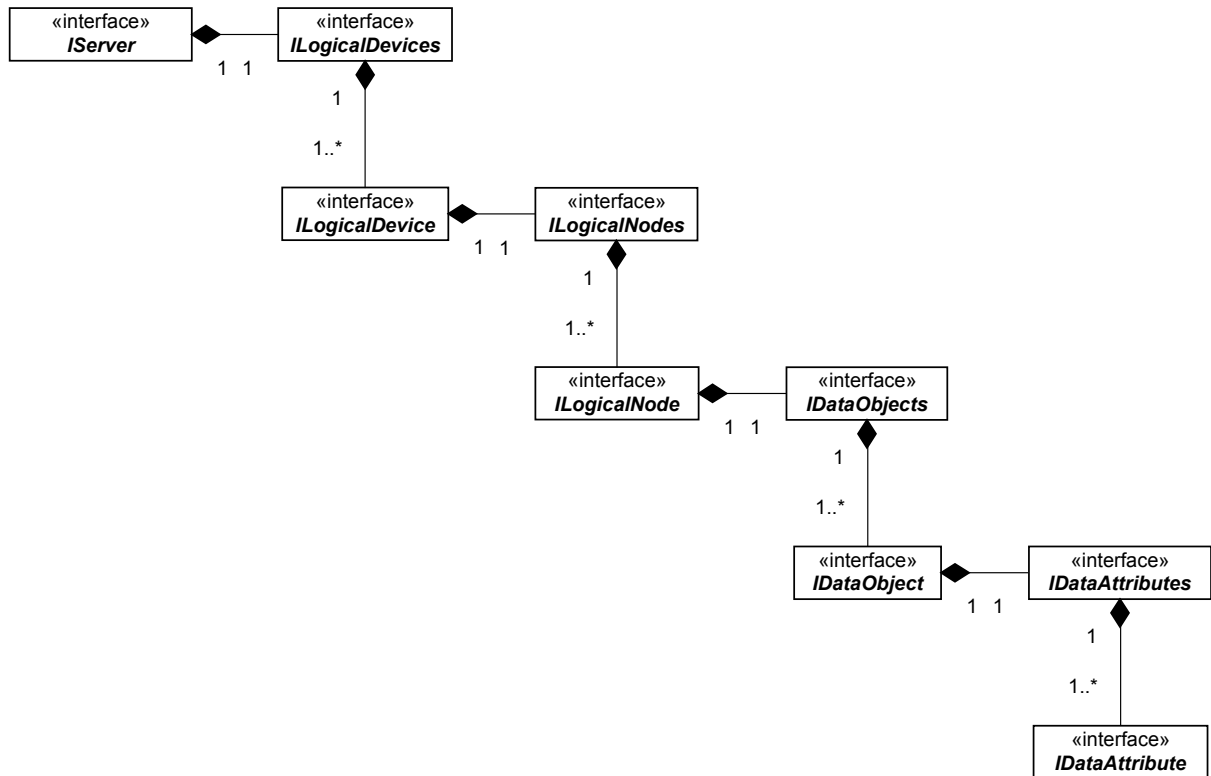 «interface» «interface»
IServer ILogicalDevices
1 1
1
1..*
«interface» «interface»
ILogicalDevice ILogicalNodes
1 1
1
1..*
«interface» «interface»
ILogicalNode IDataObjects
1 1
1
1..*
«interface» «interface»
IDataObject IDataAttributes
1 1
1
1..*
«interface»
IDataAttribute